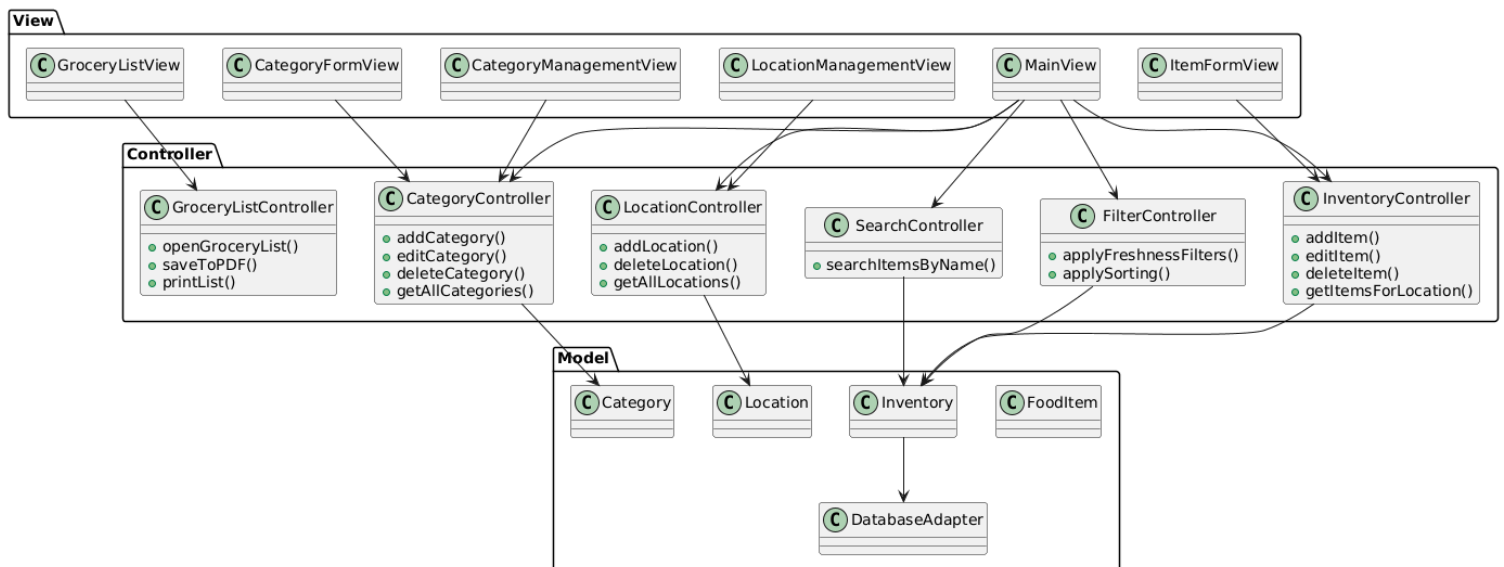 View
C GroceryListView
C CategoryFormView
C CategoryManagementView
C LocationManagementView
C MainView
C ItemFormView
Controller
C GroceryListController
openGroceryList()
saveToPDF()
printList()
C CategoryController
addCategory()
editCategory()
deleteCategory()
getAllCategories()
C LocationController
addLocation()
deleteLocation()
getAllLocations()
C SearchController
searchItemsByName()
C FilterController
applyFreshnessFilters()
applySorting()
C InventoryController
addItem()
editItem()
deleteItem()
getItemsForLocation()
Model
C Category
C Location
C Inventory
C FoodItem
C DatabaseAdapter